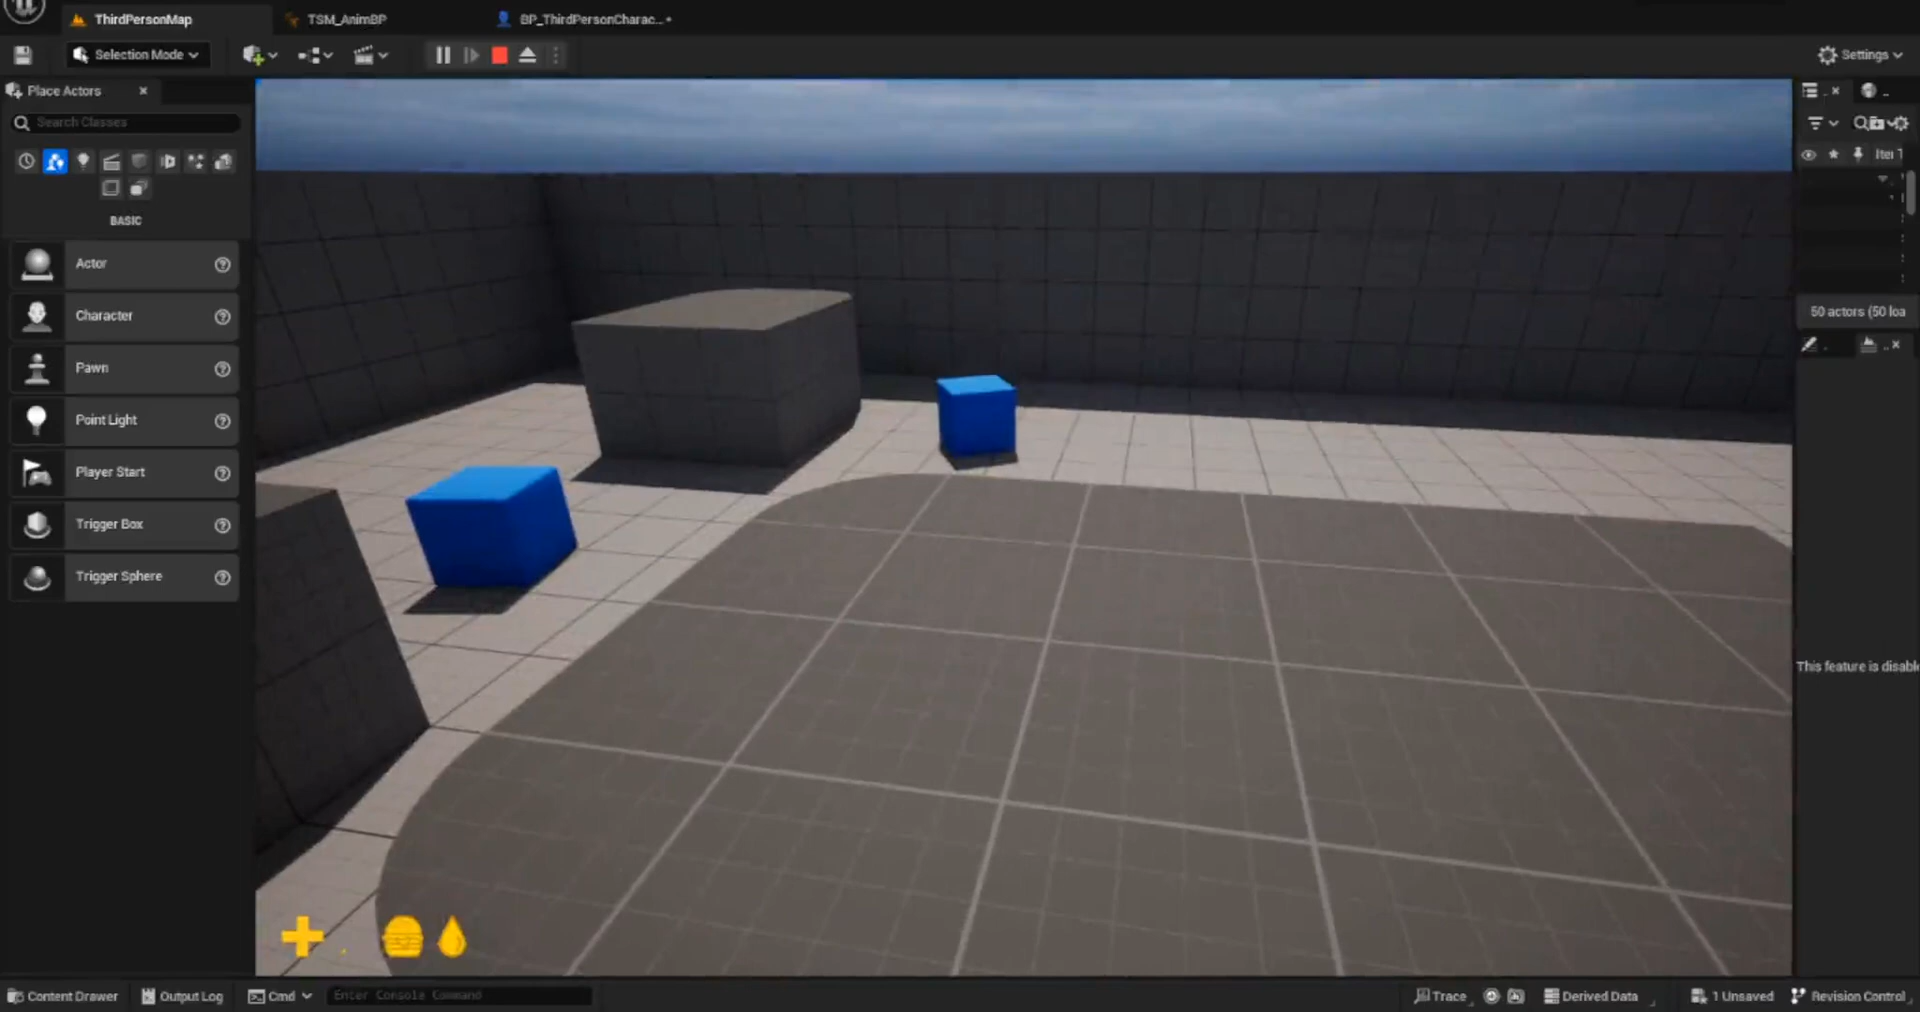 ThirdPersonMap
TSM_AnimBP
BP_ThirdPersonCharac...•
Selection Mode
Settings
Place Actors
Search Classes
BASIC
Actor
Character
Pawn
Point Light
Player Start
Trigger Box
Trigger Sphere
50 actors (50 loa
This feature is disabl
Content Drawer
Output Log
Cmd
Enter Console Command
Trace
Derived Data
1 Unsaved
Revision Control